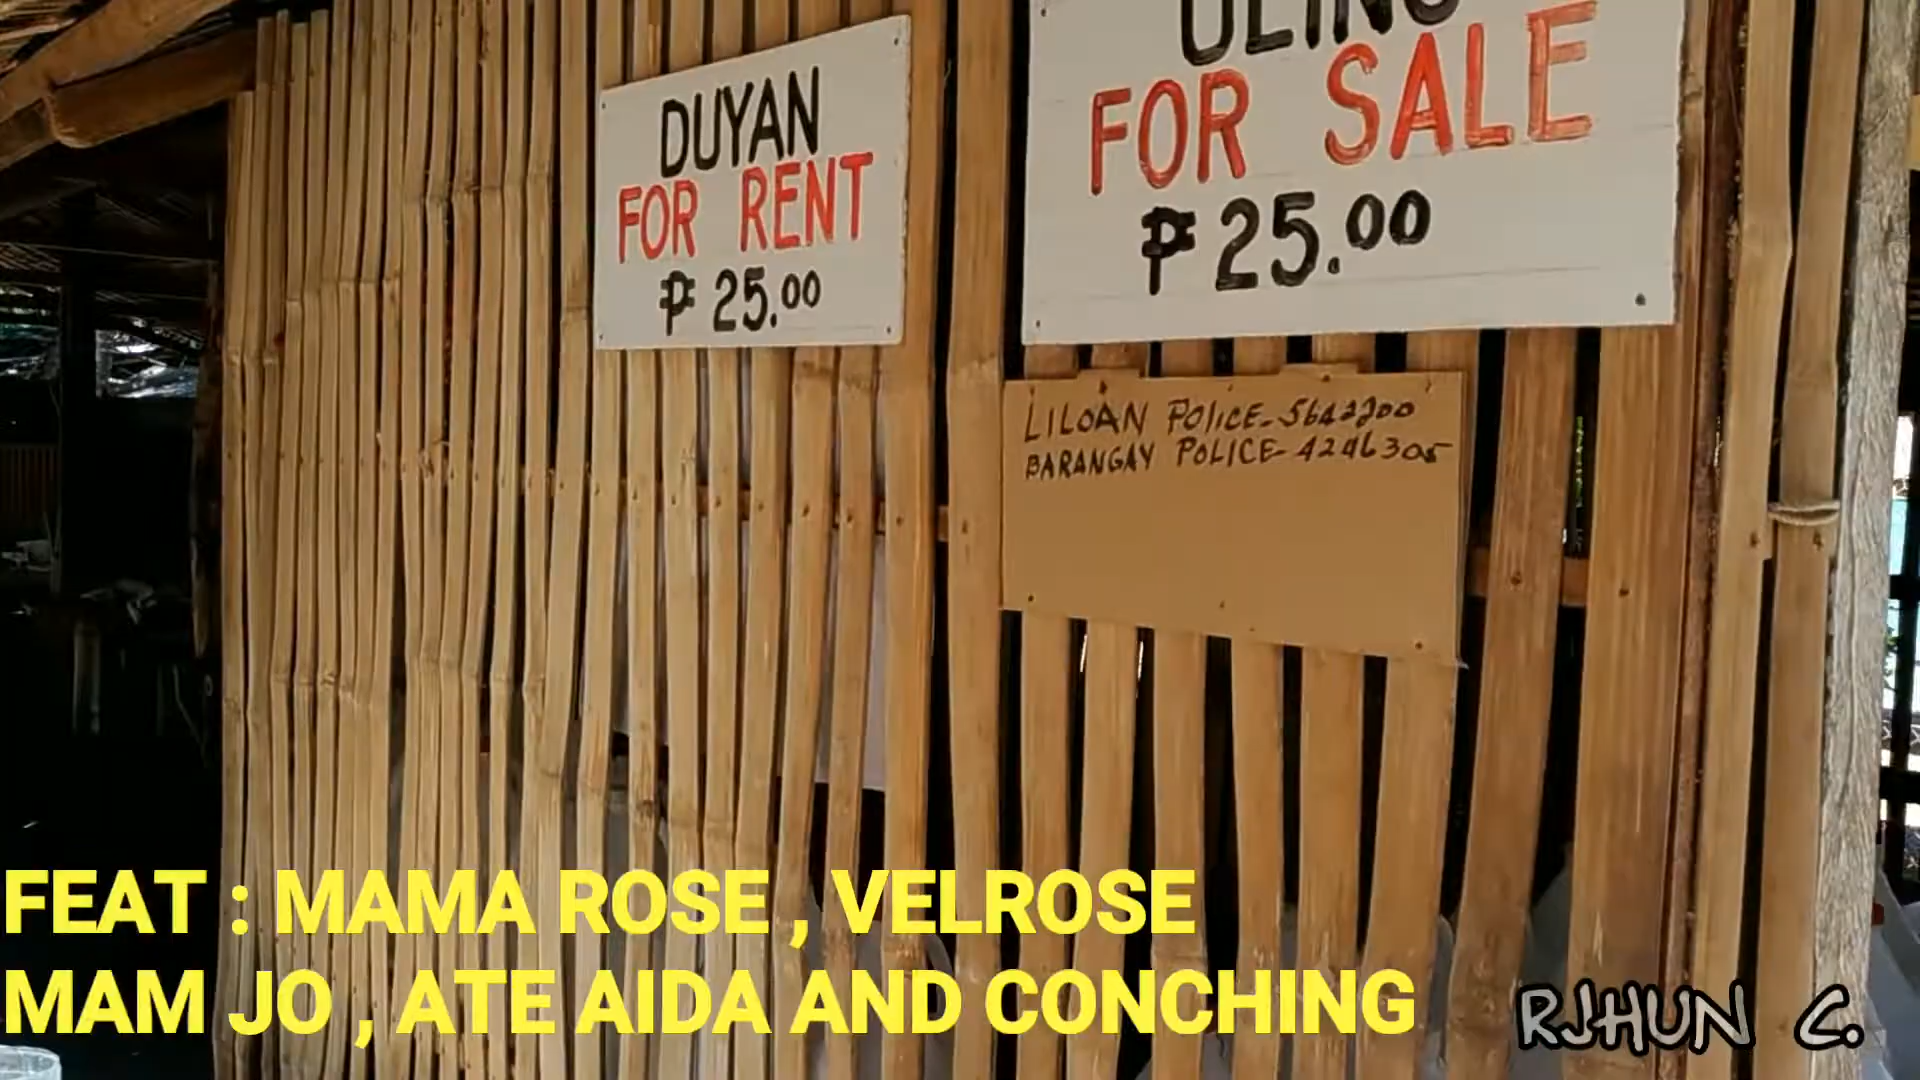 DUYAN
FOR RENT
₱ 25.00
ULING
FOR SALE
₱ 25.00
LILOAN POLICE-5642200
BARANGAY POLICE-4246305
FEAT : MAMA ROSE , VELROSE
MAM JO , ATE AIDA AND CONCHING
RJHUN C.